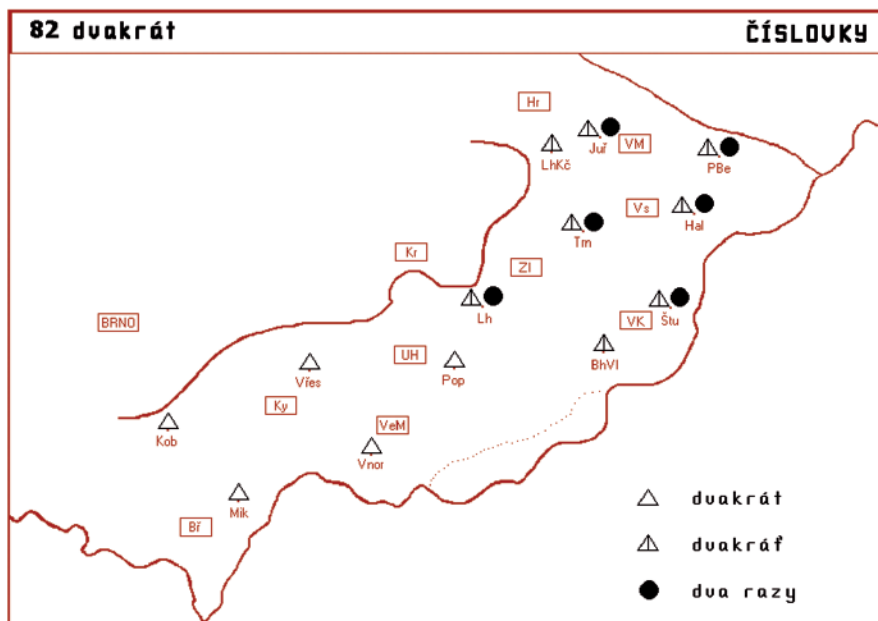 82 dvakrát ČÍSLOVKY
Hr
Juř
VM
LhKč
PBe
Vs
Hal
Trn
Kr
Zl
Lh
BRNO
VK
Štu
UH
BhVl
Vřes
Pop
Ky
VeM
Kob
Vnor
Mik
Bř
dvakrát
dvakráť
dva razy